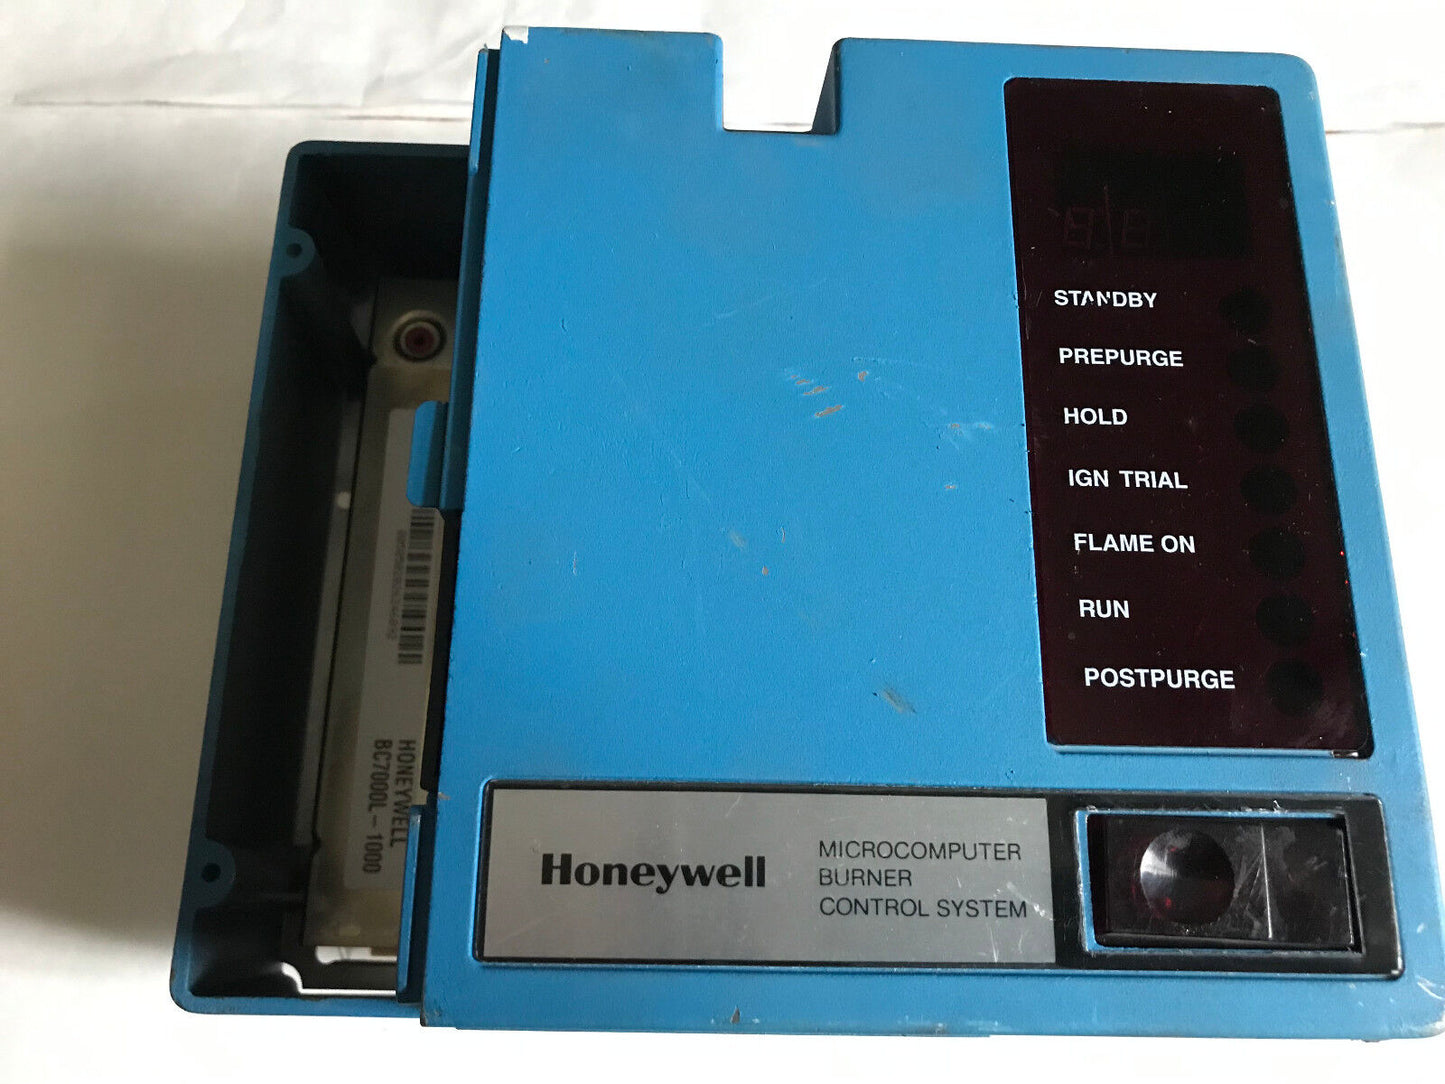 STANDBY
PREPURGE
HOLD
IGN TRIAL
FLAME ON
RUN
POSTPURGE
Honeywell
MICROCOMPUTER
BURNER
CONTROL SYSTEM
HONEYWELL
BC7000L-1000